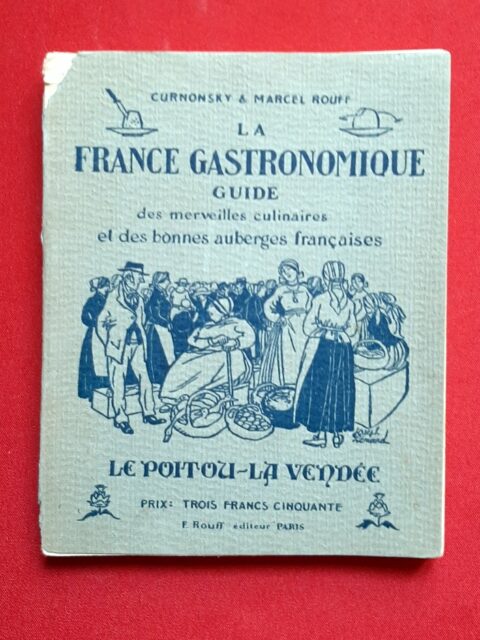 CURNONSKY & MARCEL ROUFF
LA
FRANCE GASTRONOMIQUE
GUIDE
des merveilles culinaires
et des bonnes auberges françaises
LE POITOU-LA VENDÉE
PRIX: TROIS FRANCS CINQUANTE
F. Rouff éditeur PARIS